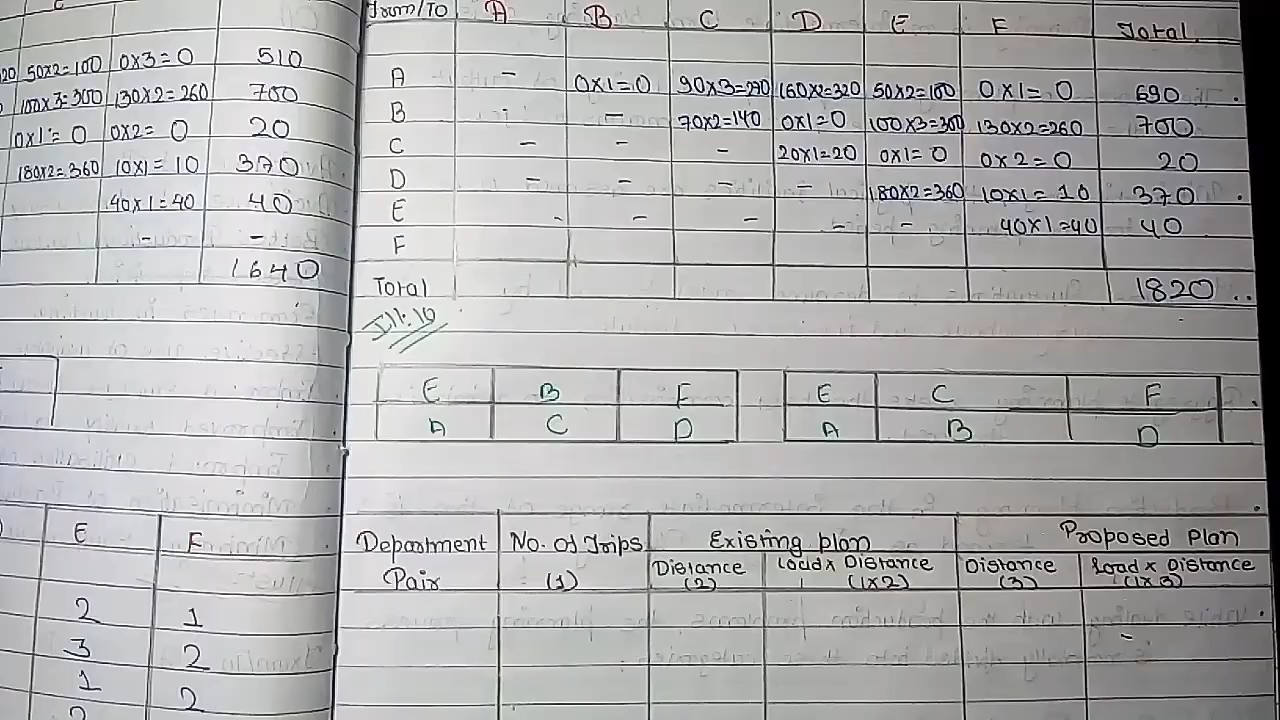 20 50x2=100 0x3=0 510
100x3=300 130x2=260 700
0x1=0 0x2=0 20
180x2=360 10x1=10 370
40x1=40 40
- -
1640
E F
2 1
3 2
1 2
2
From/To A B C D E F Total
A - 0x1=0 90x3=270 160x2=320 50x2=100 0x1=0 690
B - - 70x2=140 0x1=0 100x3=300 130x2=260 700
C - - - 20x1=20 0x1=0 0x2=0 20
D - - - - 180x2=360 10x1=10 370
E - - - - - 40x1=40 40
F
Total 1820
Ill:10
E B F E C F
A C D A B D
Department No. of Trips Existing plan Proposed Plan
Pair (1) Distance Load x Distance Distance Load x Distance
(2) (1x2) (3) (1x3)
-